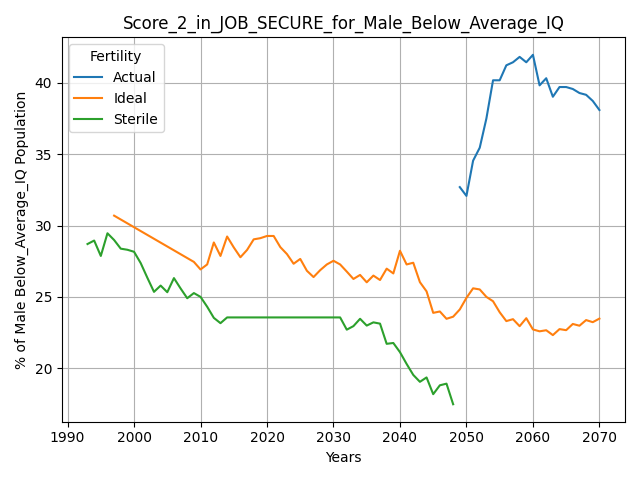 Score_2_in_JOB_SECURE_for_Male_Below_Average_IQ
% of Male Below_Average_IQ Population
Fertility
Actual
Ideal
Sterile
40
35
30
25
20
1990 2000 2010 2020 2030 2040 2050 2060 2070
Years